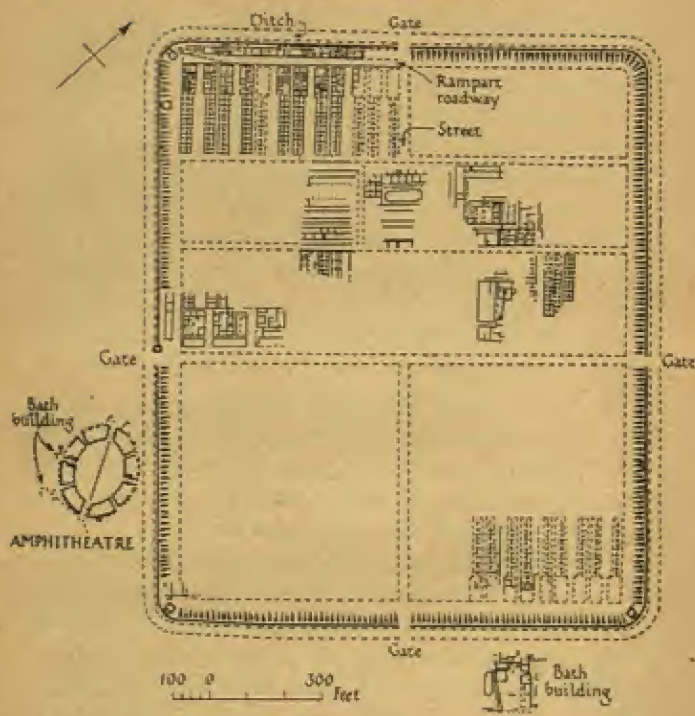 Ditch
Gate
Rampart
roadway
Street
Gate
Gate
Bath
building
AMPHITHEATRE
Gate
100 0 300
Feet
Bath
building